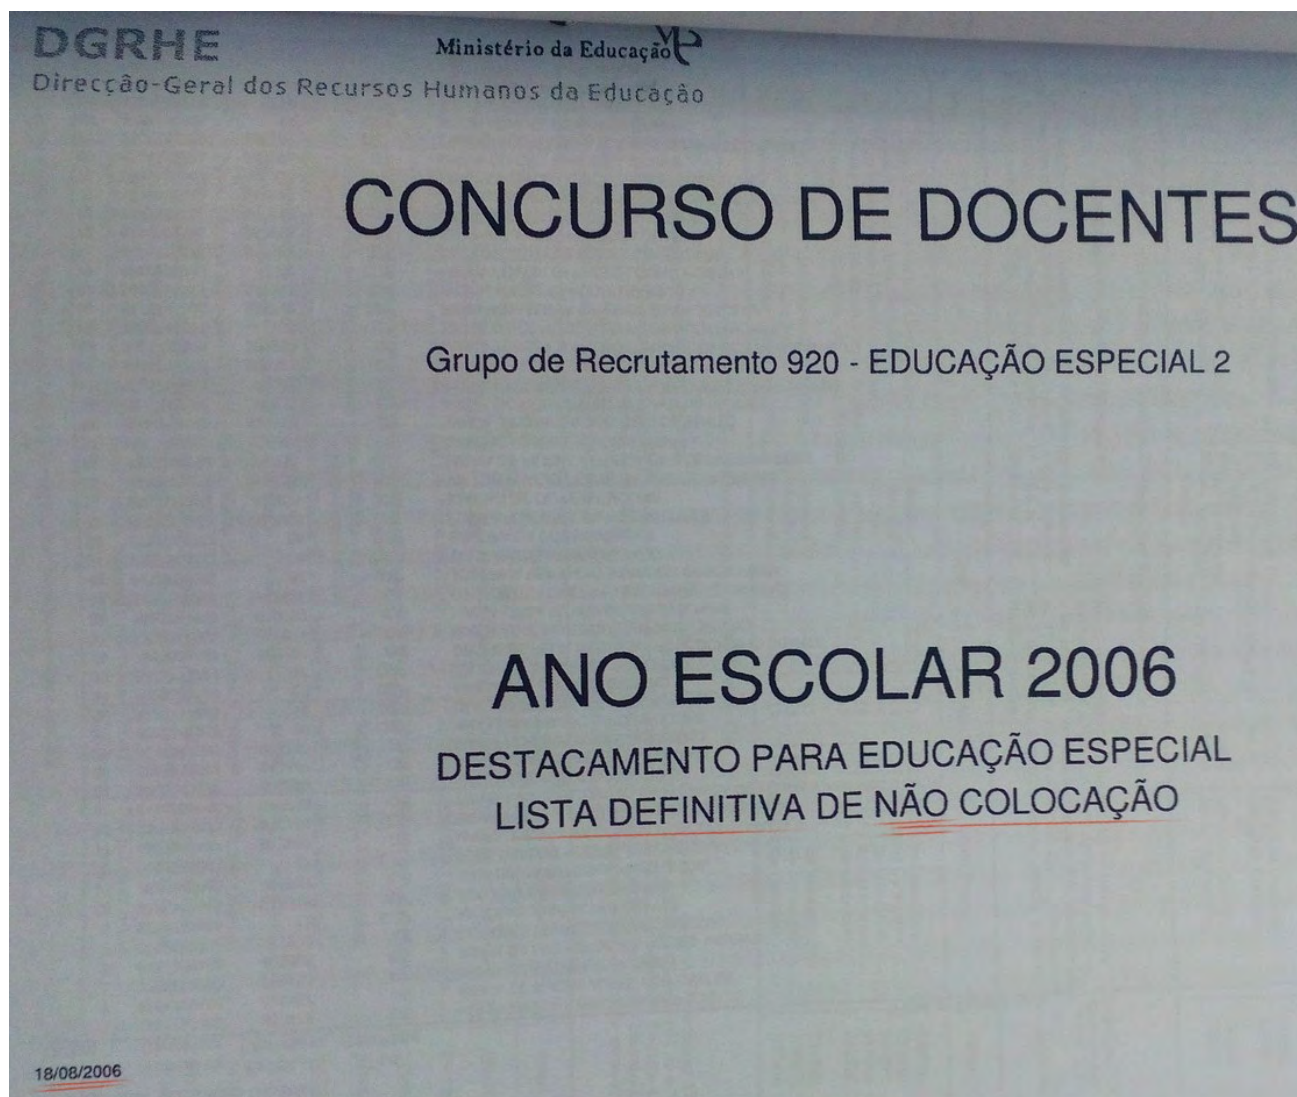 DGRHE
Ministério da Educação
Direcção-Geral dos Recursos Humanos da Educação
CONCURSO DE DOCENTES
Grupo de Recrutamento 920 - EDUCAÇÃO ESPECIAL 2
ANO ESCOLAR 2006
DESTACAMENTO PARA EDUCAÇÃO ESPECIAL
LISTA DEFINITIVA DE NÃO COLOCAÇÃO
18/08/2006